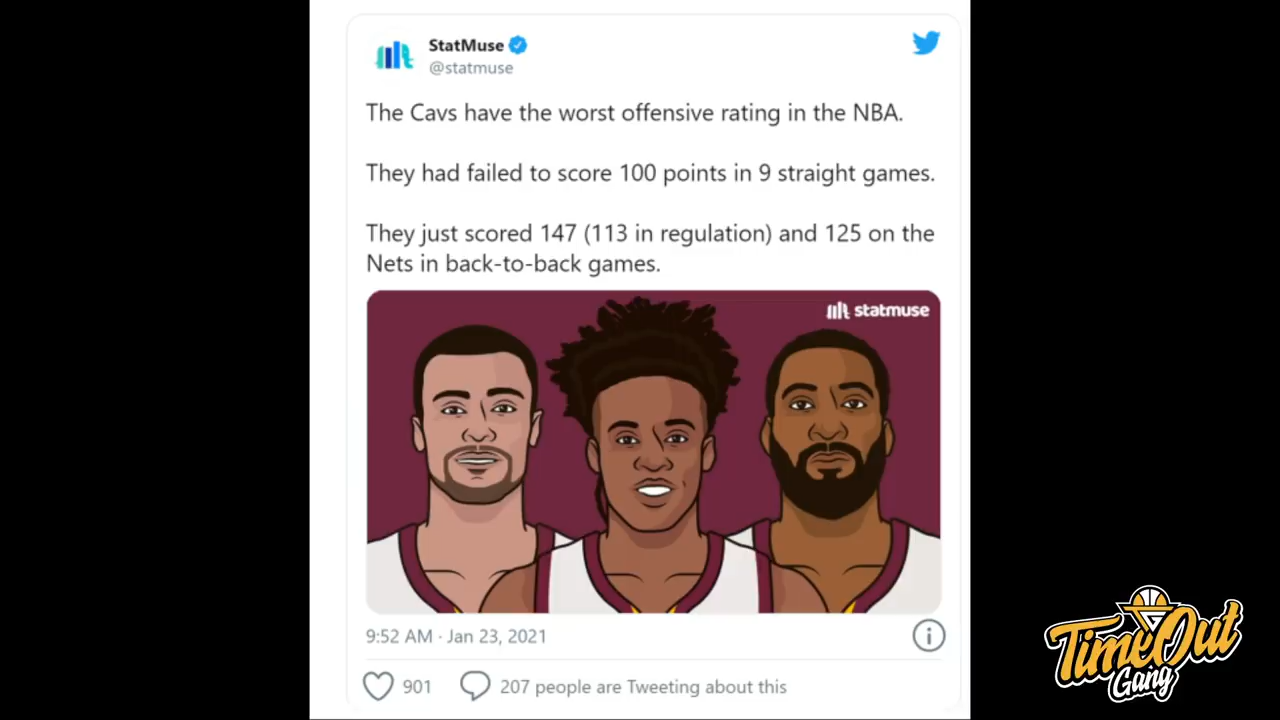 StatMuse
@statmuse
The Cavs have the worst offensive rating in the NBA.
They had failed to score 100 points in 9 straight games.
They just scored 147 (113 in regulation) and 125 on the
Nets in back-to-back games.
statmuse
9:52 AM · Jan 23, 2021
901
207 people are Tweeting about this
TimeOut
Gang